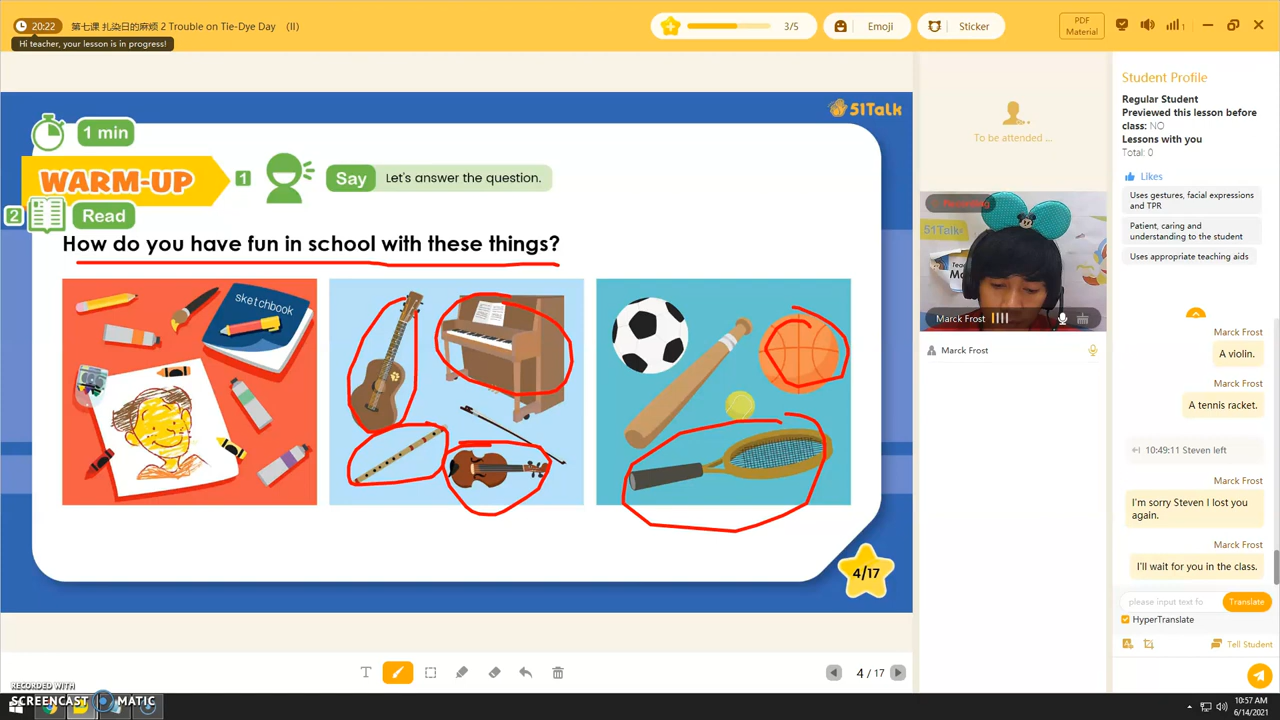 20:22
第七课 扎染日的麻烦 2 Trouble on Tie-Dye Day （II）
3/5
Emoji
Sticker
PDF Material
Hi teacher, your lesson is in progress!
51Talk
1 min
WARM-UP
1
Say
Let's answer the question.
2
Read
How do you have fun in school with these things?
sketchbook
4/17
To be attended ...
Recording
51Talk
Marck Frost
Marck Frost
Student Profile
Regular Student
Previewed this lesson before
class: NO
Lessons with you
Total: 0
Likes
Uses gestures, facial expressions
and TPR
Patient, caring and
understanding to the student
Uses appropriate teaching aids
Marck Frost
A violin.
Marck Frost
A tennis racket.
10:49:11 Steven left
Marck Frost
I'm sorry Steven I lost you
again.
Marck Frost
I'll wait for you in the class.
please input text fo
Translate
HyperTranslate
Tell Student
T
4 / 17
RECORDED WITH
SCREENCAST MATIC
10:57 AM
6/14/2021